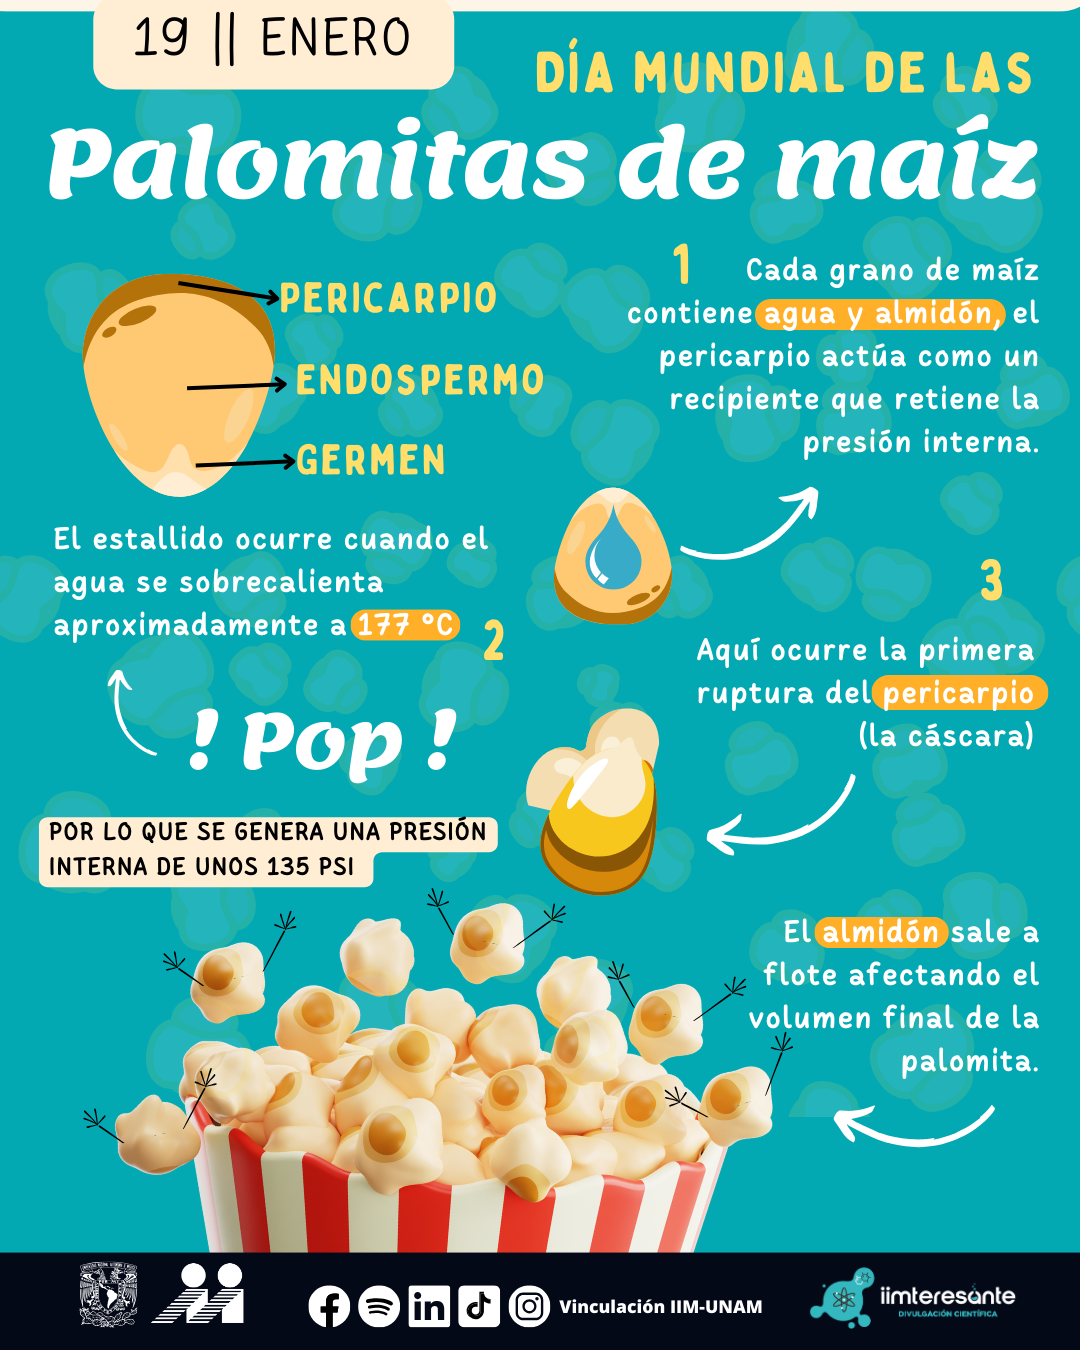 19 || ENERO
DÍA MUNDIAL DE LAS
Palomitas de maíz
PERICARPIO
ENDOSPERMO
GERMEN
1
Cada grano de maíz
contiene agua y almidón, el
pericarpio actúa como un
recipiente que retiene la
presión interna.
El estallido ocurre cuando el
agua se sobrecalienta
aproximadamente a 177 °C
2
! Pop !
POR LO QUE SE GENERA UNA PRESIÓN
INTERNA DE UNOS 135 PSI
3
Aquí ocurre la primera
ruptura del pericarpio
(la cáscara)
El almidón sale a
flote afectando el
volumen final de la
palomita.
Vinculación IIM-UNAM
iimteresante
DIVULGACIÓN CIENTÍFICA